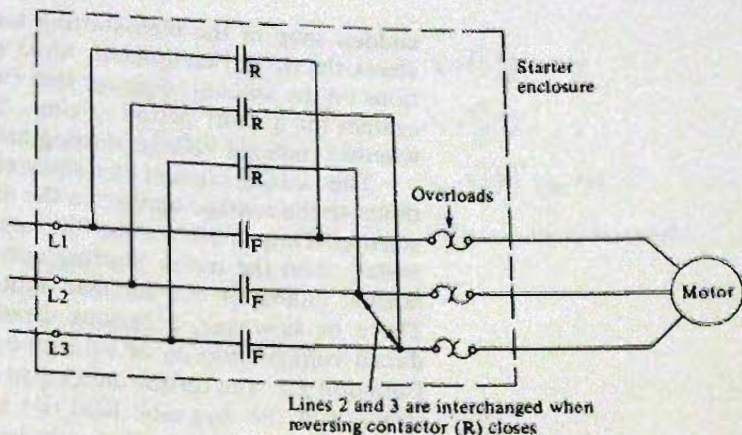 R
Starter
enclosure
R
R
Overloads
L1
F
L2
F
Motor
L3
F
Lines 2 and 3 are interchanged when
reversing contactor (R) closes